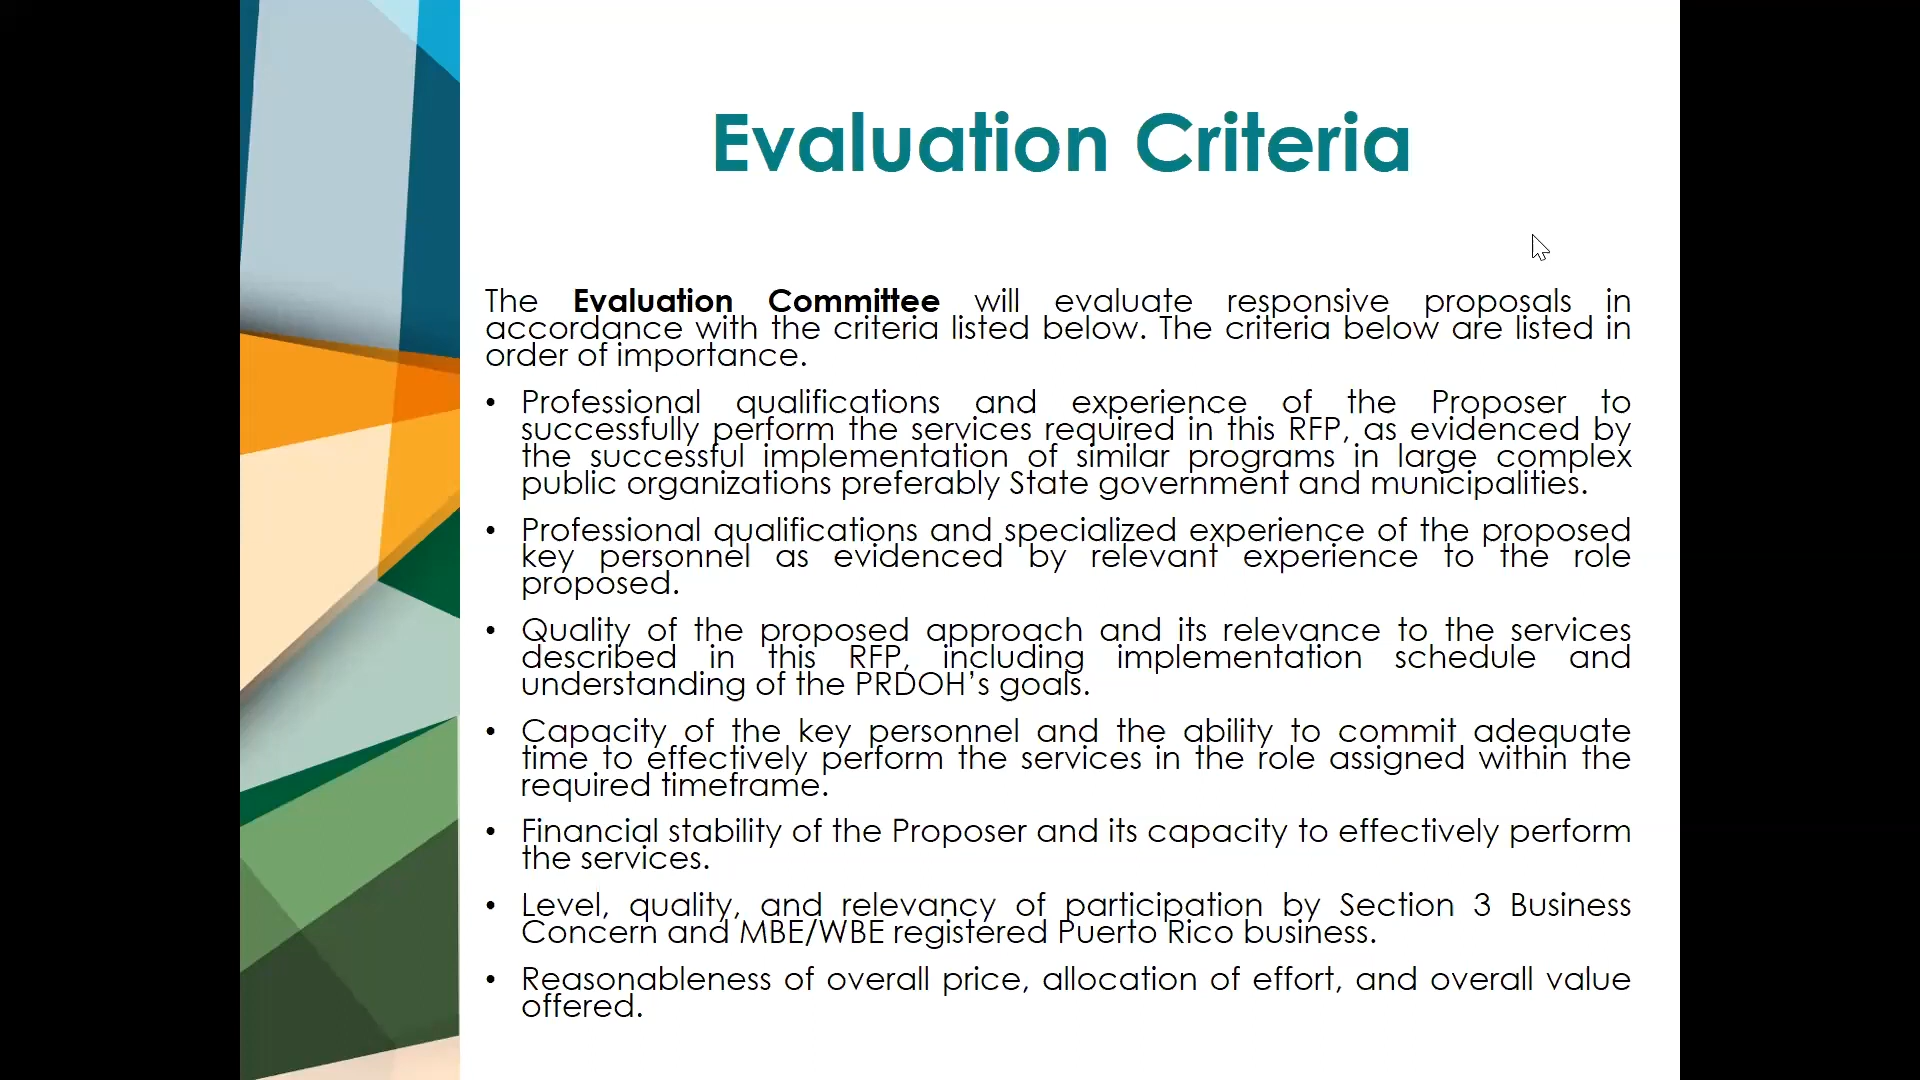 Evaluation Criteria
The Evaluation Committee will evaluate responsive proposals in
accordance with the criteria listed below. The criteria below are listed in
order of importance.
• Professional qualifications and experience of the Proposer to
successfully perform the services required in this RFP, as evidenced by
the successful implementation of similar programs in large complex
public organizations preferably State government and municipalities.
• Professional qualifications and specialized experience of the proposed
key personnel as evidenced by relevant experience to the role
proposed.
• Quality of the proposed approach and its relevance to the services
described in this RFP, including implementation schedule and
understanding of the PRDOH’s goals.
• Capacity of the key personnel and the ability to commit adequate
time to effectively perform the services in the role assigned within the
required timeframe.
• Financial stability of the Proposer and its capacity to effectively perform
the services.
• Level, quality, and relevancy of participation by Section 3 Business
Concern and MBE/WBE registered Puerto Rico business.
• Reasonableness of overall price, allocation of effort, and overall value
offered.